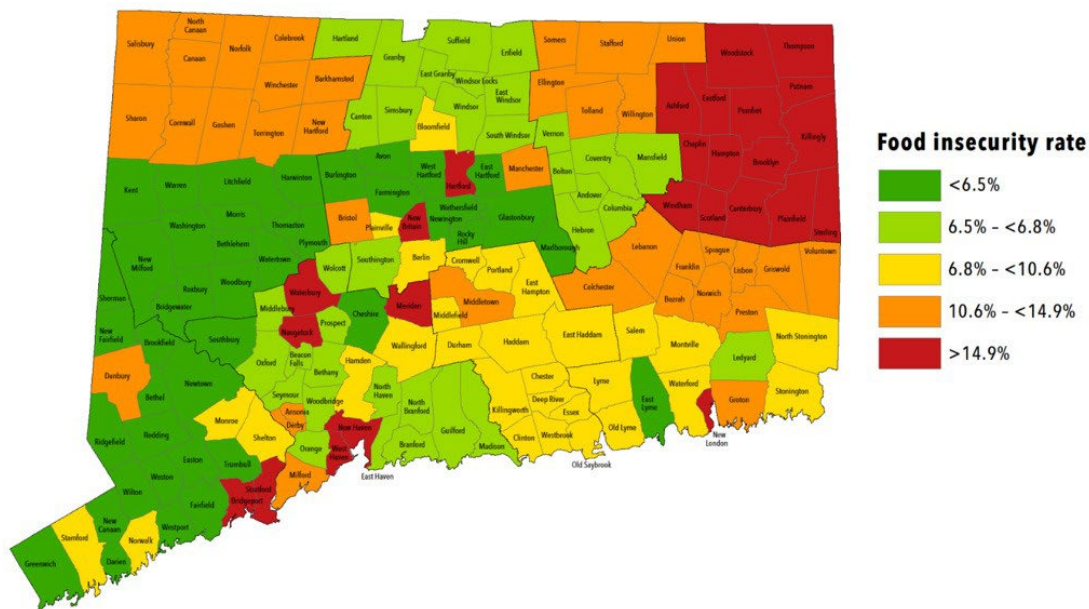 Salisbury
North
Canaan
Canaan
Norfolk
Colebrook
Hartland
Granby
Suffield
Enfield
Somers
Stafford
Union
Woodstock
Thompson
Winchester
Barkhamsted
East Granby
Windsor Locks
East
Windsor
Ellington
Putnam
Sharon
Cornwall
Goshen
Torrington
New
Hartford
Canton
Simsbury
Bloomfield
Windsor
South Windsor
Vernon
Tolland
Willington
Ashford
Eastford
Pomfret
Killingly
Kent
Warren
Litchfield
Harwinton
Burlington
Avon
West
Hartford
Hartford
East
Hartford
Manchester
Bolton
Coventry
Mansfield
Chaplin
Hampton
Brooklyn
Farmington
Wethersfield
Newington
Glastonbury
Andover
Columbia
Windham
Scotland
Canterbury
Plainfield
Sterling
Washington
Morris
Bethlehem
Thomaston
Plymouth
Watertown
Bristol
Plainville
New
Britain
Rocky
Hill
Marlborough
Hebron
Lebanon
Sprague
Franklin
Lisbon
Griswold
Voluntown
New
Milford
Roxbury
Woodbury
Bridgewater
Wolcott
Southington
Berlin
Cromwell
Portland
East
Hampton
Colchester
Bozrah
Norwich
Preston
Sherman
New
Fairfield
Brookfield
Southbury
Middlebury
Waterbury
Naugatuck
Prospect
Cheshire
Meriden
Middlefield
Middletown
Oxford
Beacon
Falls
Bethany
Hamden
Wallingford
Durham
Haddam
East Haddam
Salem
Montville
Ledyard
North Stonington
Danbury
Bethel
Newtown
Seymour
Woodbridge
North
Haven
North
Branford
Guilford
Madison
Killingworth
Chester
Deep River
Essex
Lyme
East
Lyme
Waterford
Groton
Stonington
Monroe
Shelton
Ansonia
Derby
Orange
New Haven
West
Haven
Branford
Clinton
Westbrook
Old Lyme
New
London
Ridgefield
Redding
Easton
Trumbull
Milford
East Haven
Old Saybrook
Wilton
Weston
Fairfield
Stratford
Bridgeport
New
Canaan
Westport
Greenwich
Stamford
Darien
Norwalk
Food insecurity rate
<6.5%
6.5% - <6.8%
6.8% - <10.6%
10.6% - <14.9%
>14.9%